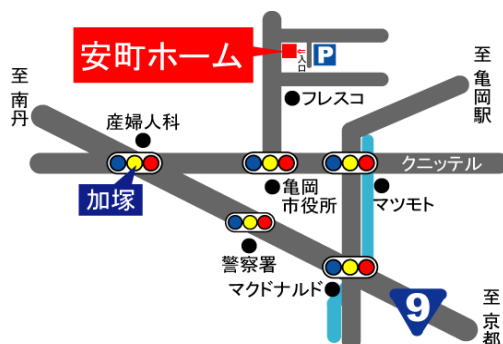 安町ホーム
⇐入口
P
至亀岡駅
至南丹
フレスコ
産婦人科
クニッテル
加塚
亀岡
市役所
マツモト
警察署
マクドナルド
9
至京都